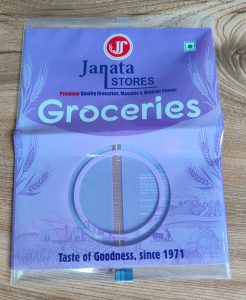 JS
Janata
STORES
Premium Quality Groceries, Masalas & Dryfruit Stores
Groceries
Taste of Goodness, since 1971